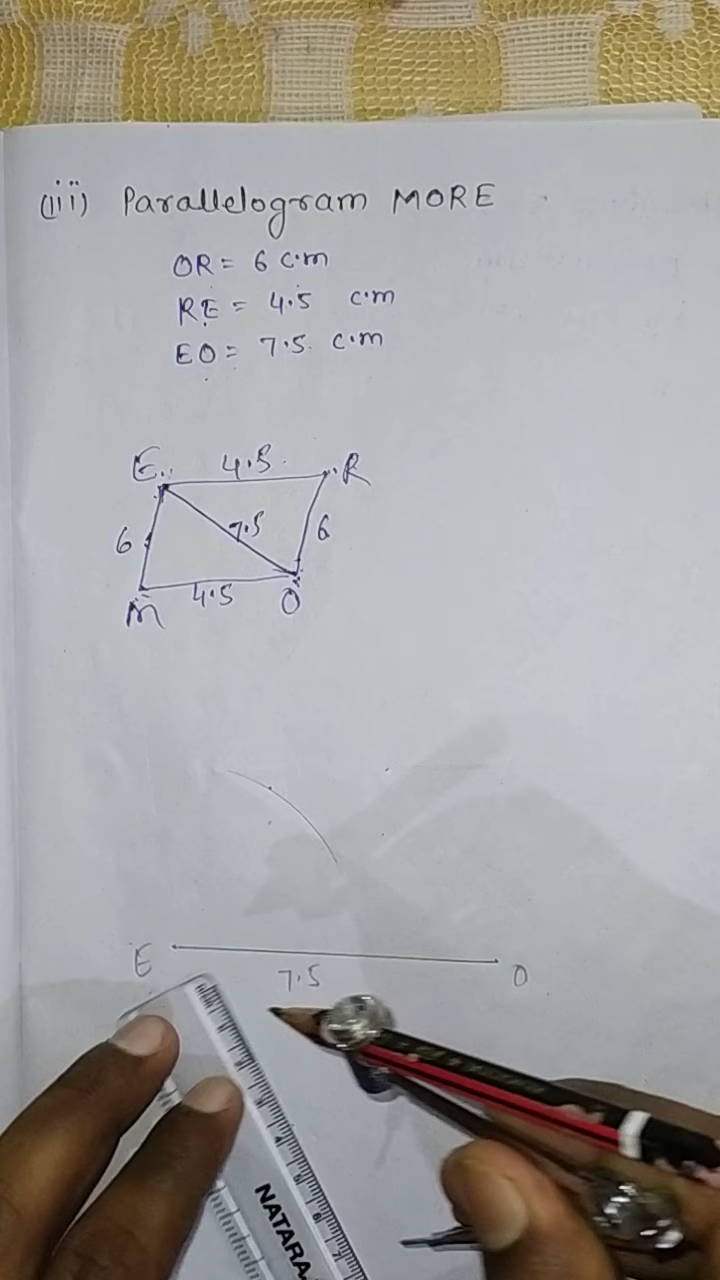 (iii) Parallelogram MORE
OR = 6 c.m
RE = 4.5 c.m
EO = 7.5 c.m
E 4.5 R
6 7.5 6
M 4.5 O
E 7.5 O
NATARA